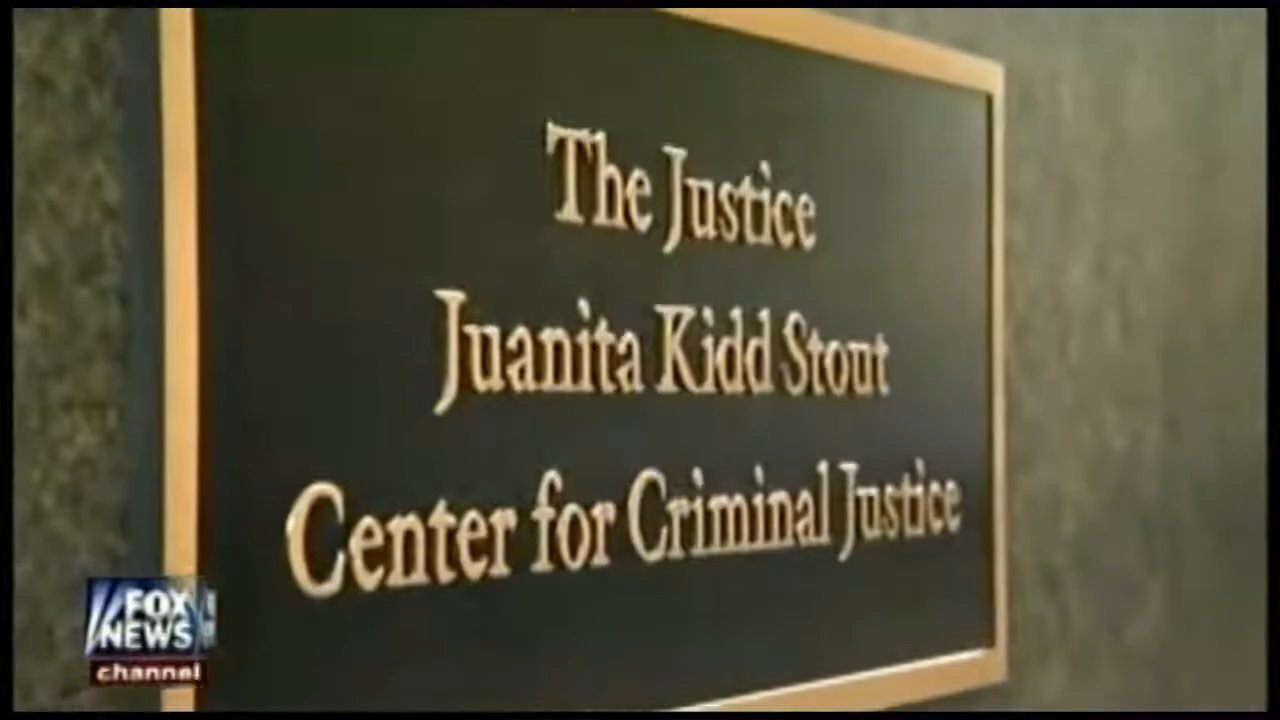 The Justice
Juanita Kidd Stout
Center for Criminal Justice
FOX
NEWS
channel